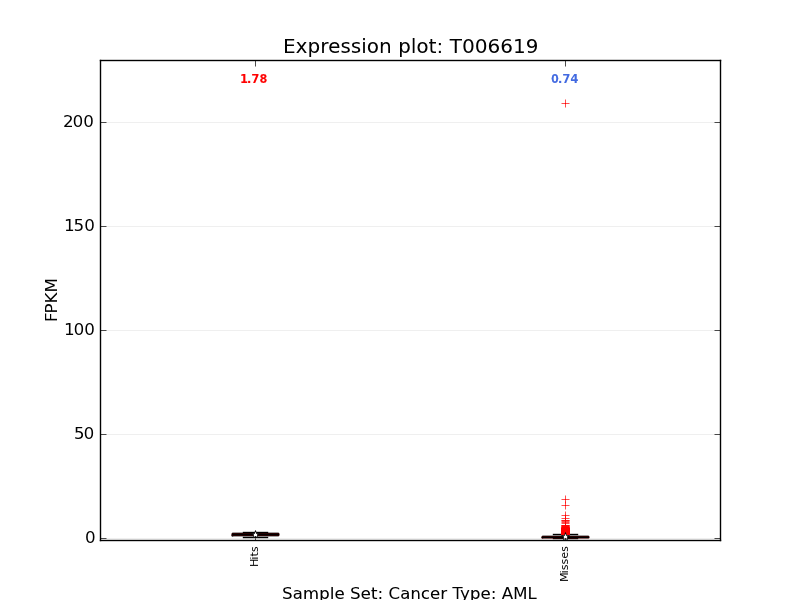 Expression plot: T006619
1.78
0.74
200
150
100
50
0
FPKM
Hits
Misses
Sample Set: Cancer Type: AML